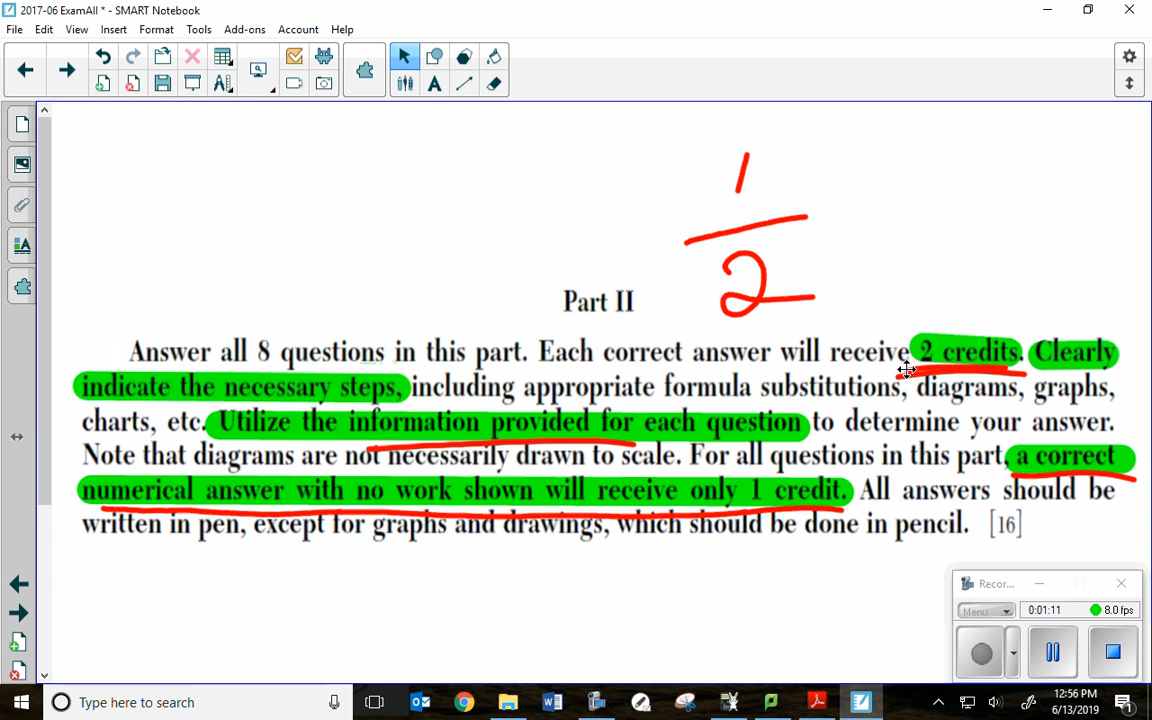 2017-06 ExamAll * - SMART Notebook
File Edit View Insert Format Tools Add-ons Account Help
1
2
Part II
Answer all 8 questions in this part. Each correct answer will receive 2 credits. Clearly
indicate the necessary steps, including appropriate formula substitutions, diagrams, graphs,
charts, etc. Utilize the information provided for each question to determine your answer.
Note that diagrams are not necessarily drawn to scale. For all questions in this part, a correct
numerical answer with no work shown will receive only 1 credit. All answers should be
written in pen, except for graphs and drawings, which should be done in pencil. [16]
Recor...
Menu 0:01:11 8.0 fps
Type here to search
12:56 PM
6/13/2019
1